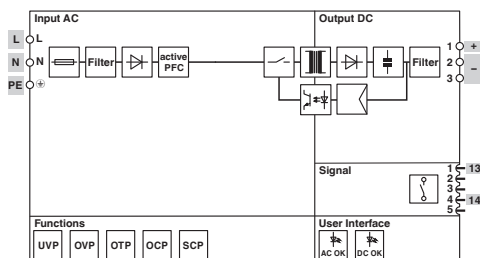 Input AC
Output DC
L L
N N
PE
Filter
active
PFC
Filter
1 +
2 –
3
Signal
1 13
2
3
4 14
5
Functions
UVP OVP OTP OCP SCP
User Interface
AC OK DC OK